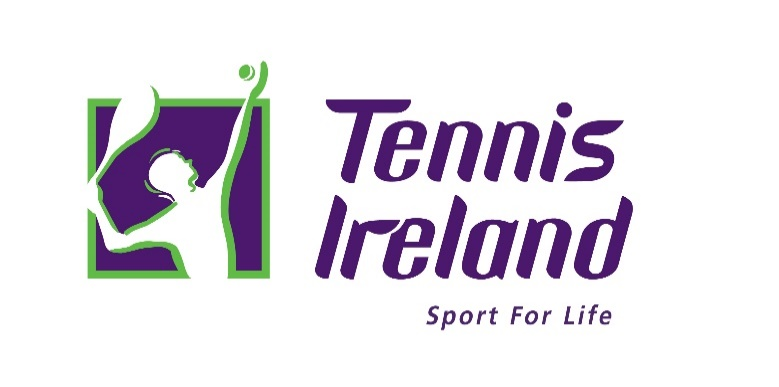 Tennis
Ireland
Sport For Life